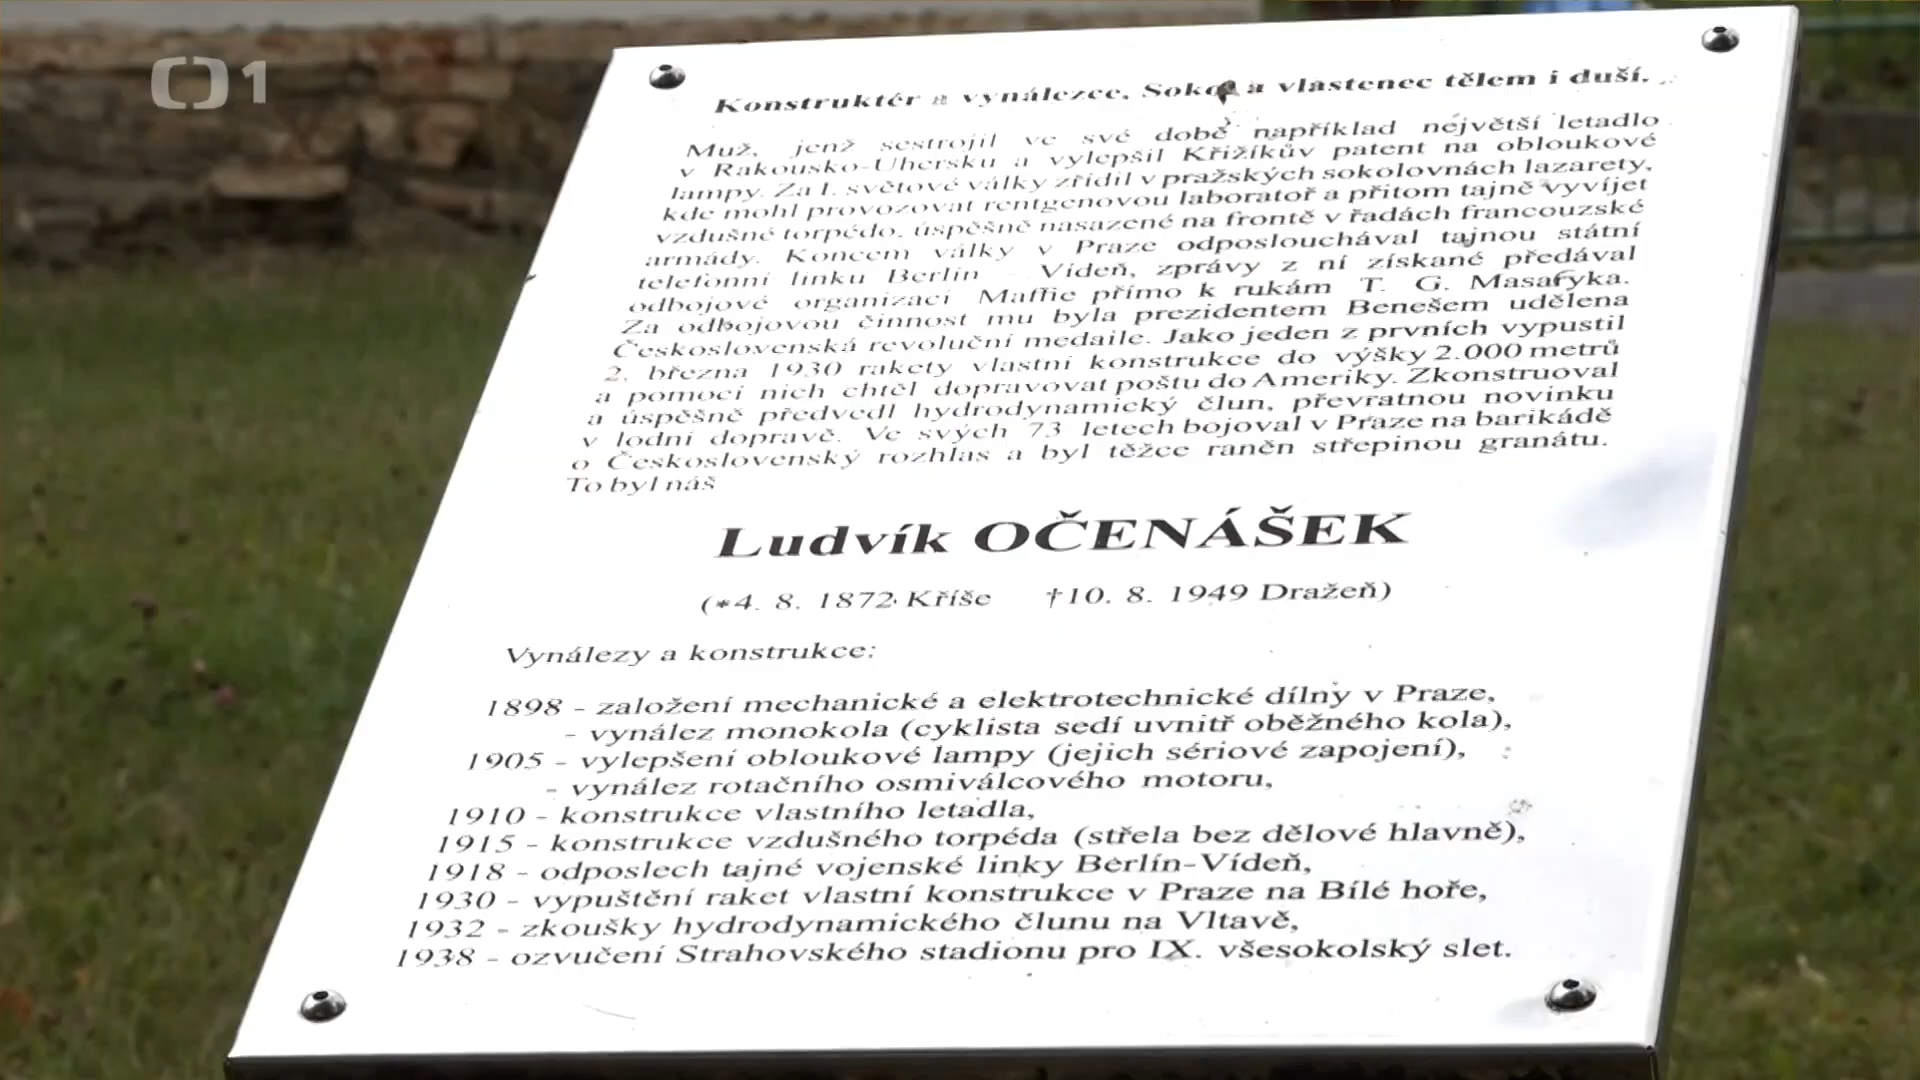 1
Konstruktér a vynálezce, Sokol a vlastenec tělem i duší.
Muž, jenž sestrojil ve své době například největší letadlo
v Rakousko-Uhersku a vylepšil Křižíkův patent na obloukové
lampy. Za I. světové války zřídil v pražských sokolovnách lazarety,
kde mohl provozovat rentgenovou laboratoř a přitom tajně vyvíjet
vzdušné torpédo, úspěšně nasazené na frontě v řadách francouzské
armády. Koncem války v Praze odposlouchával tajnou státní
telefonní linku Berlín - Vídeň, zprávy z ní získané předával
odbojové organizaci Maffie přímo k rukám T. G. Masaryka.
Za odbojovou činnost mu byla prezidentem Benešem udělena
Československá revoluční medaile. Jako jeden z prvních vypustil
2. března 1930 rakety vlastní konstrukce do výšky 2.000 metrů
a pomocí nich chtěl dopravovat poštu do Ameriky. Zkonstruoval
a úspěšně předvedl hydrodynamický člun, převratnou novinku
v lodní dopravě. Ve svých 73 letech bojoval v Praze na barikádě
o Československý rozhlas a byl těžce raněn střepinou granátu.
To byl náš
Ludvík OČENÁŠEK
(*4. 8. 1872 Kříše †10. 8. 1949 Dražeň)
Vynálezy a konstrukce:
1898 - založení mechanické a elektrotechnické dílny v Praze,
- vynález monokola (cyklista sedí uvnitř oběžného kola),
1905 - vylepšení obloukové lampy (jejich sériové zapojení),
- vynález rotačního osmiválcového motoru,
1910 - konstrukce vlastního letadla,
1915 - konstrukce vzdušného torpéda (střela bez dělové hlavně),
1918 - odposlech tajné vojenské linky Berlín-Vídeň,
1930 - vypuštění raket vlastní konstrukce v Praze na Bílé hoře,
1932 - zkoušky hydrodynamického člunu na Vltavě,
1938 - ozvučení Strahovského stadionu pro IX. všesokolský slet.